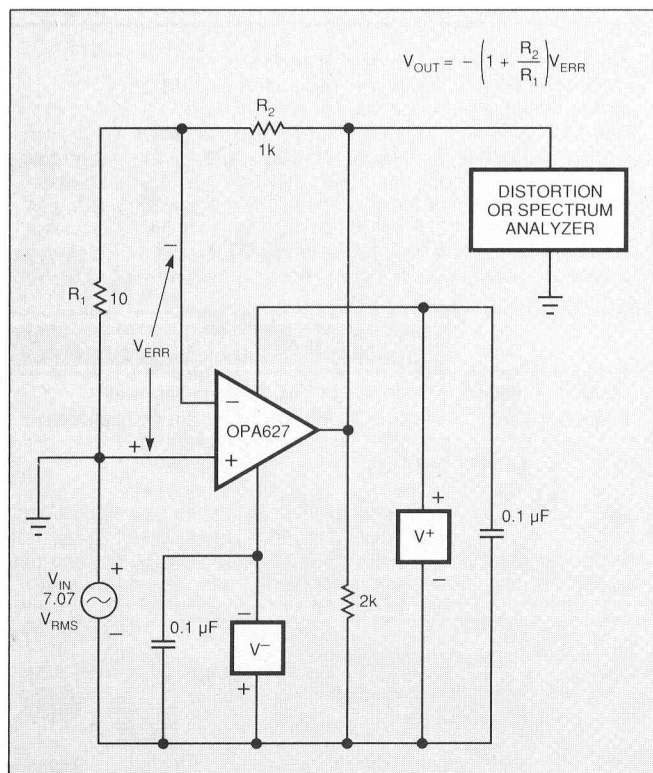 V_OUT = − (1 + R_2 / R_1) V_ERR
R_2
1k
DISTORTION
OR SPECTRUM
ANALYZER
R_1 10
−
V_ERR
+
−
OPA627
+
+
V+
−
0.1 µF
V_IN
7.07
V_RMS
+
−
0.1 µF
−
V−
+
2k